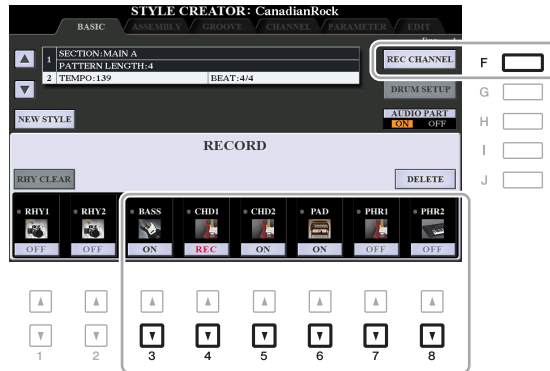 STYLE CREATOR: CanadianRock
BASIC ASSEMBLY GROOVE CHANNEL PARAMETER EDIT
1 SECTION:MAIN A
PATTERN LENGTH:4
2 TEMPO:139 BEAT:4/4
REC CHANNEL F
DRUM SETUP G
NEW STYLE
AUDIO PART H
ON OFF
RECORD
I
RHY CLEAR DELETE J
RHY1 RHY2 BASS CHD1 CHD2 PAD PHR1 PHR2
OFF OFF ON REC ON ON OFF OFF
1 2 3 4 5 6 7 8